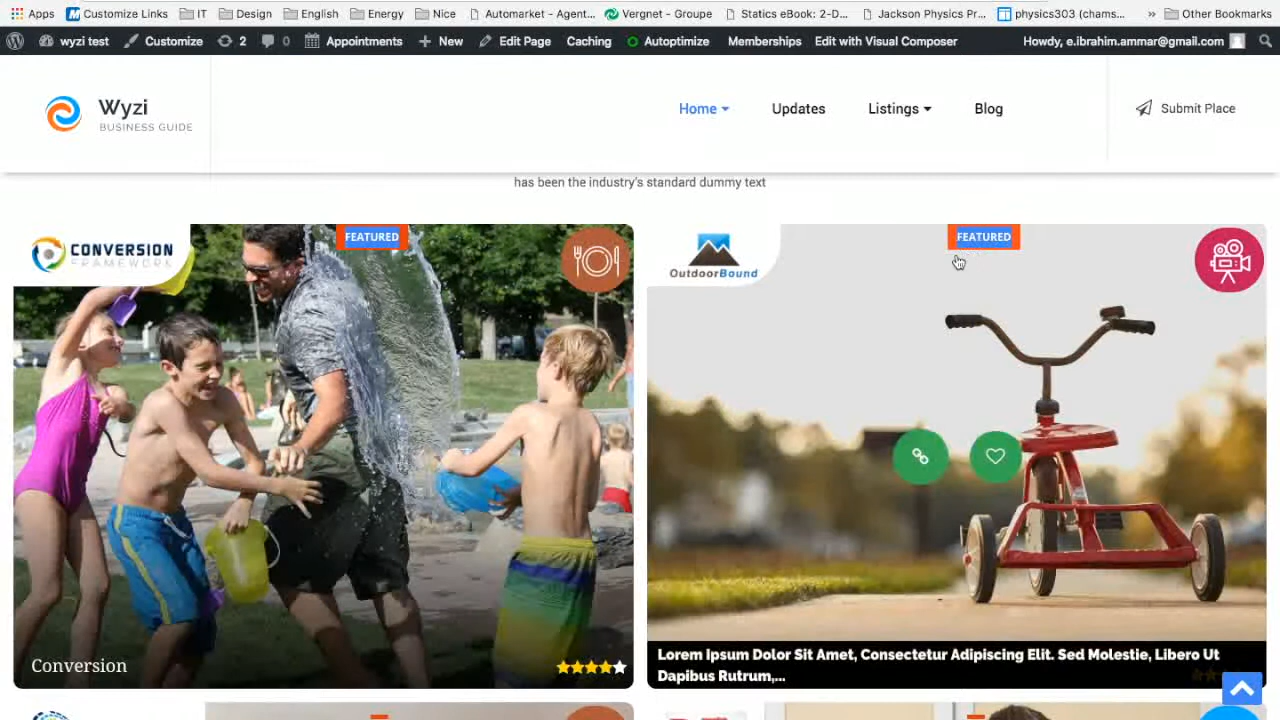 Apps Customize Links IT Design English Energy Nice Automarket - Agent... Vergnet - Groupe Statics eBook: 2-D... Jackson Physics Pr... physics303 (chams... » Other Bookmarks
wyzi test Customize 2 0 Appointments New Edit Page Caching Autoptimize Memberships Edit with Visual Composer Howdy, e.ibrahim.ammar@gmail.com
Wyzi
BUSINESS GUIDE
Home Updates Listings Blog Submit Place
has been the industry's standard dummy text
CONVERSION
FRAMEWORK
FEATURED
OutdoorBound
FEATURED
Conversion
Lorem Ipsum Dolor Sit Amet, Consectetur Adipiscing Elit. Sed Molestie, Libero Ut
Dapibus Rutrum,...